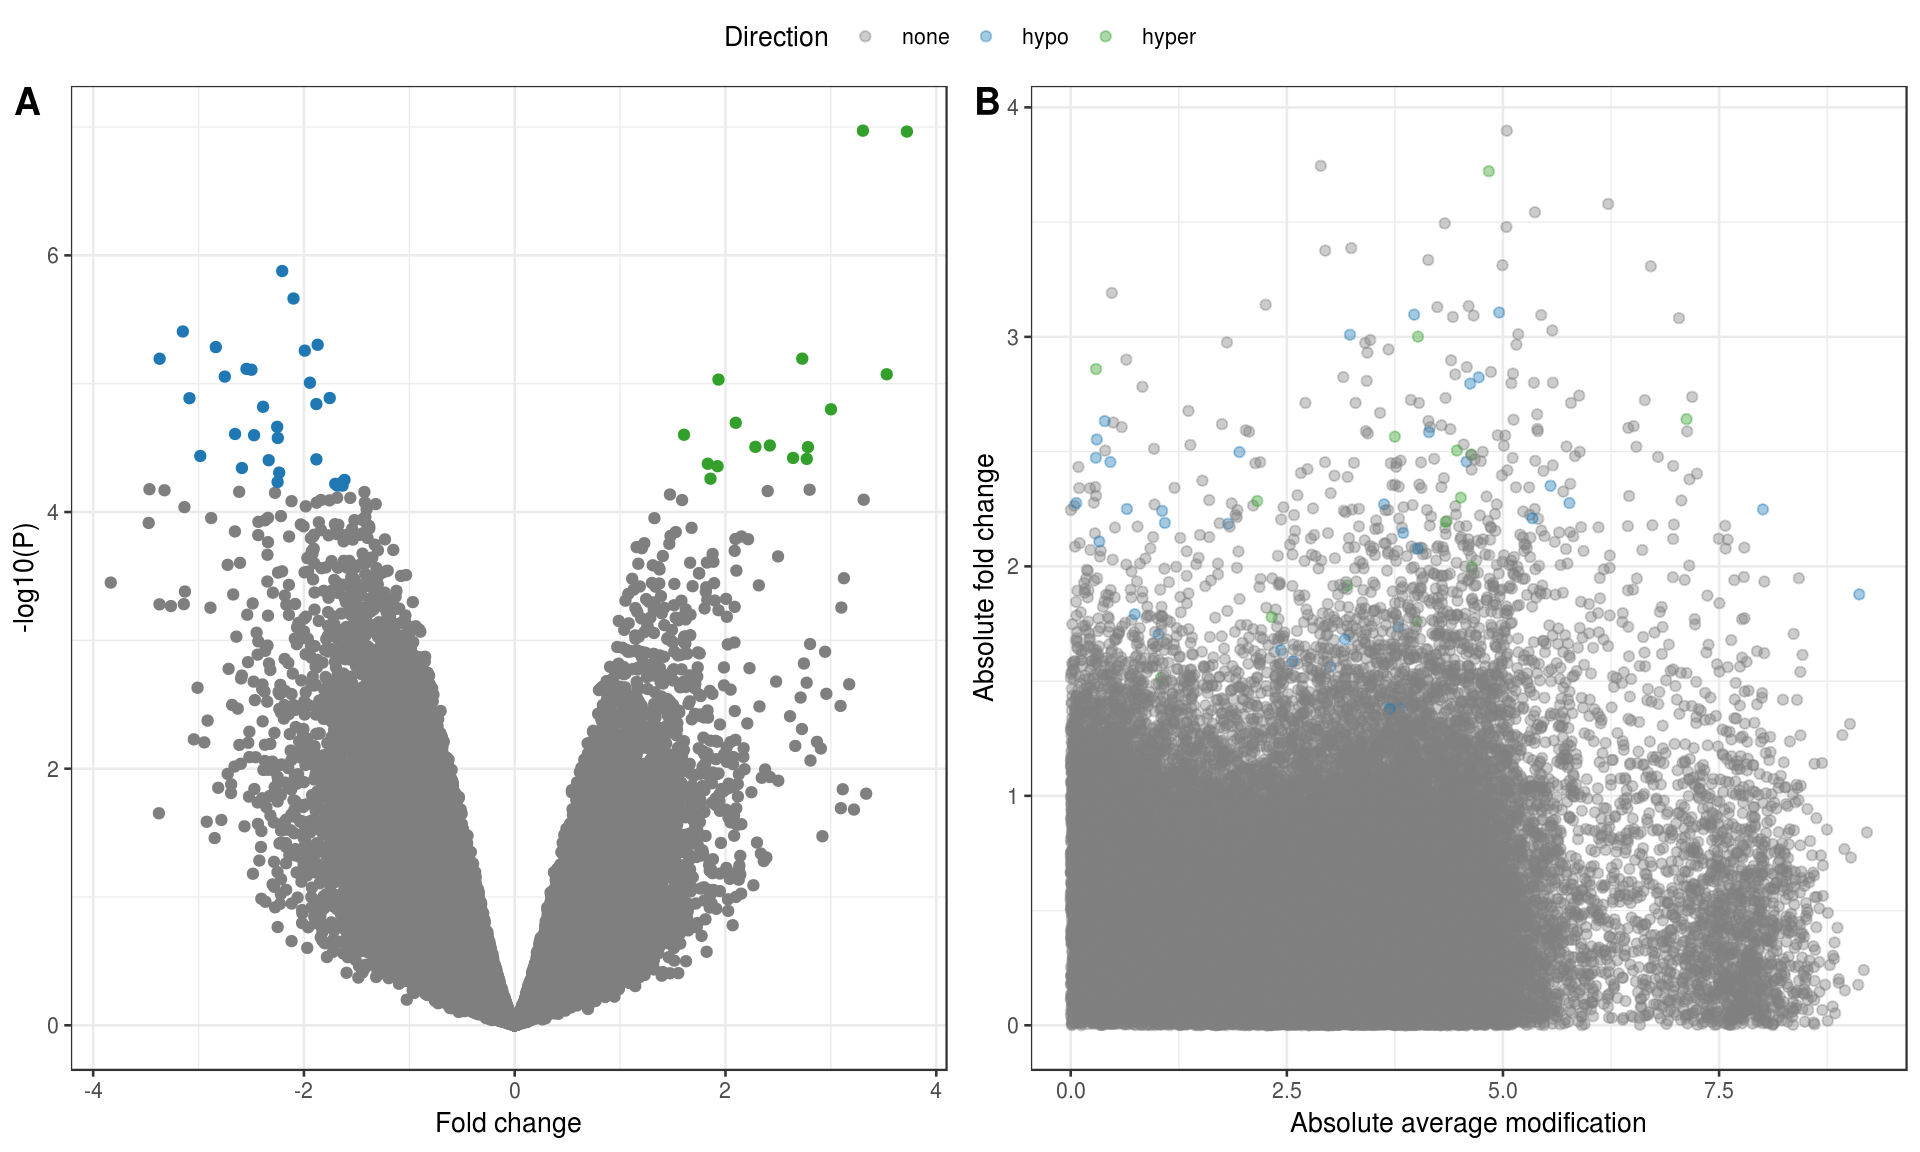 Direction none hypo hyper
A
6
4
2
0
-log10(P)
-4 -2 0 2 4
Fold change
B
4
3
2
1
0
Absolute fold change
0.0 2.5 5.0 7.5
Absolute average modification